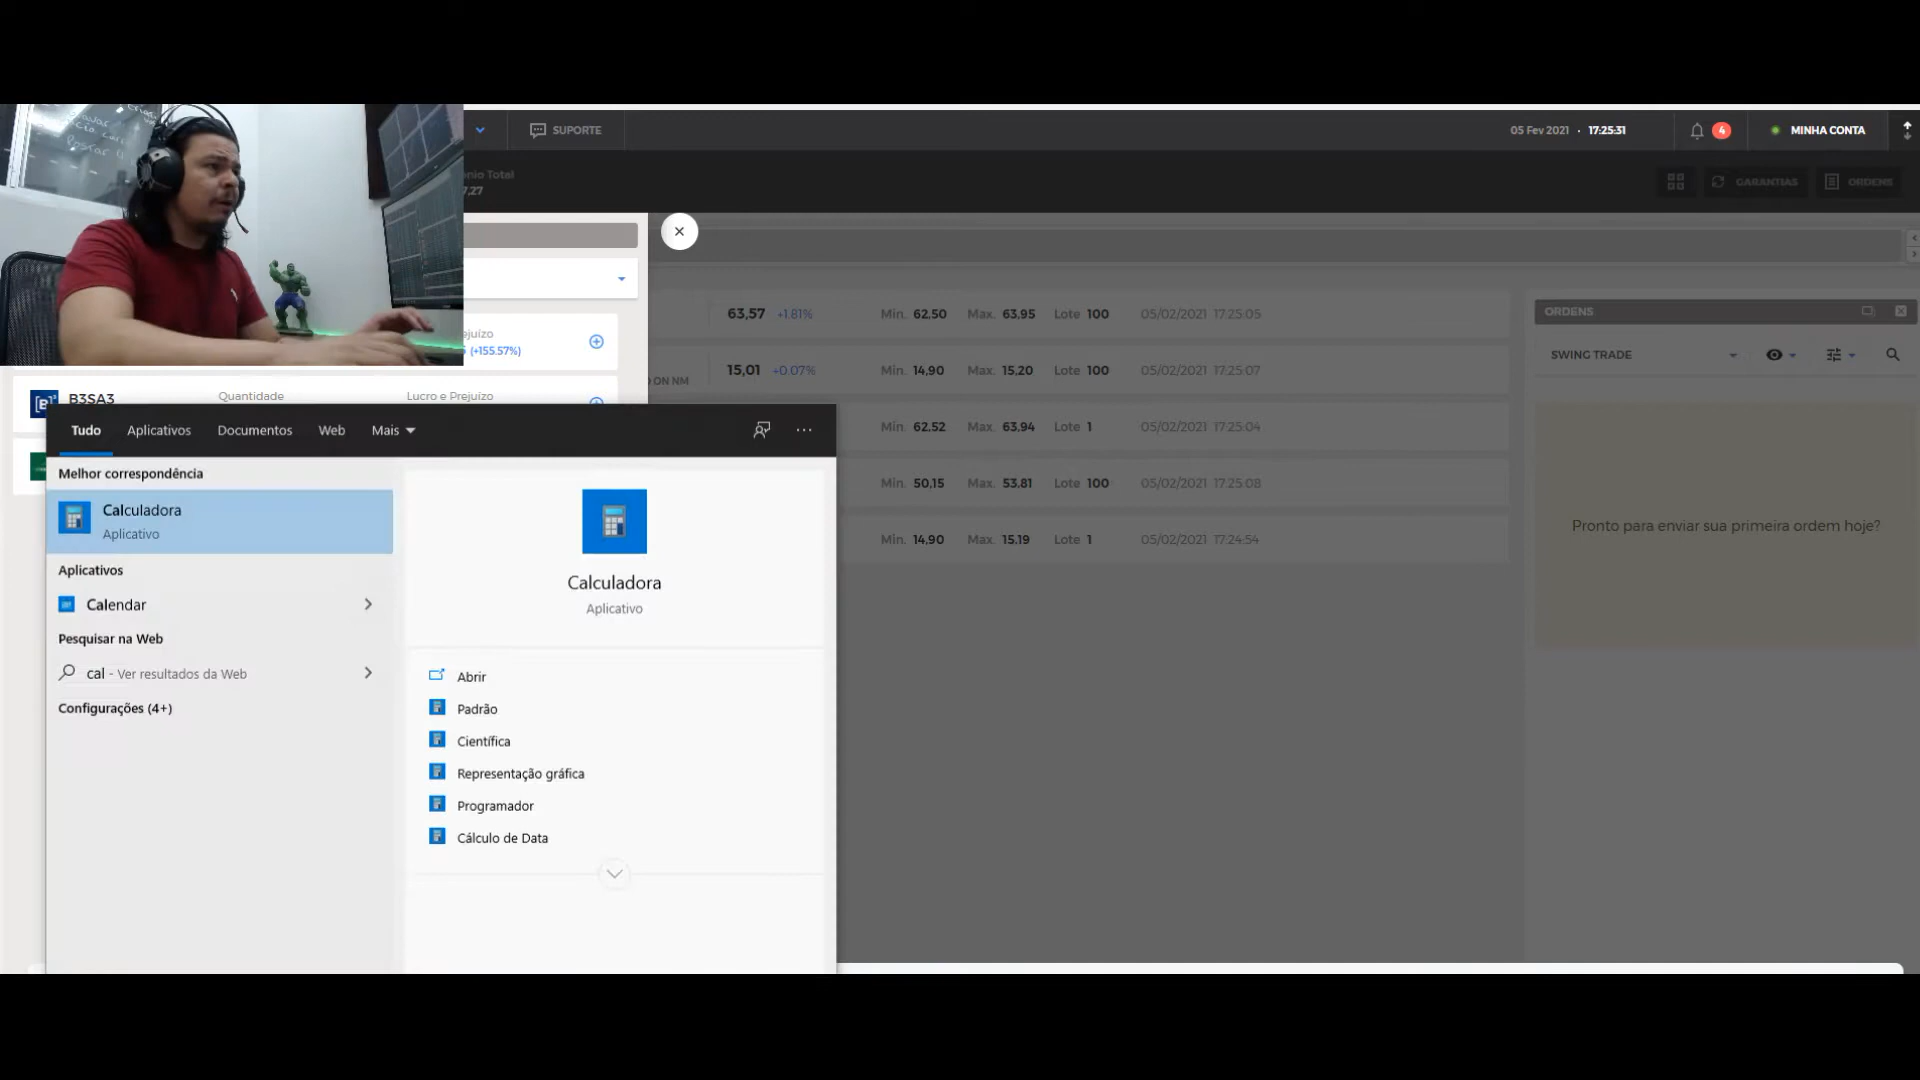 SUPORTE
05 Fev 2021 · 17:25:31
4
MINHA CONTA
Total
7,27
GARANTIAS
ORDENS
63,57 +1.81% Min. 62,50 Max. 63,95 Lote 100 05/02/2021 17:25:05
15,01 +0.07% Min. 14,90 Max. 15,20 Lote 100 05/02/2021 17:25:07
ON NM
Min. 62,52 Max. 63,94 Lote 1 05/02/2021 17:25:04
Min. 50,15 Max. 53,81 Lote 100 05/02/2021 17:25:08
Min. 14,90 Max. 15,19 Lote 1 05/02/2021 17:24:54
ORDENS
SWING TRADE
Pronto para enviar sua primeira ordem hoje?
(+155.57%)
B3SA3 Quantidade Lucro e Prejuízo
Tudo Aplicativos Documentos Web Mais
Melhor correspondência
Calculadora
Aplicativo
Aplicativos
Calendar
Pesquisar na Web
cal - Ver resultados da Web
Configurações (4+)
Calculadora
Aplicativo
Abrir
Padrão
Científica
Representação gráfica
Programador
Cálculo de Data